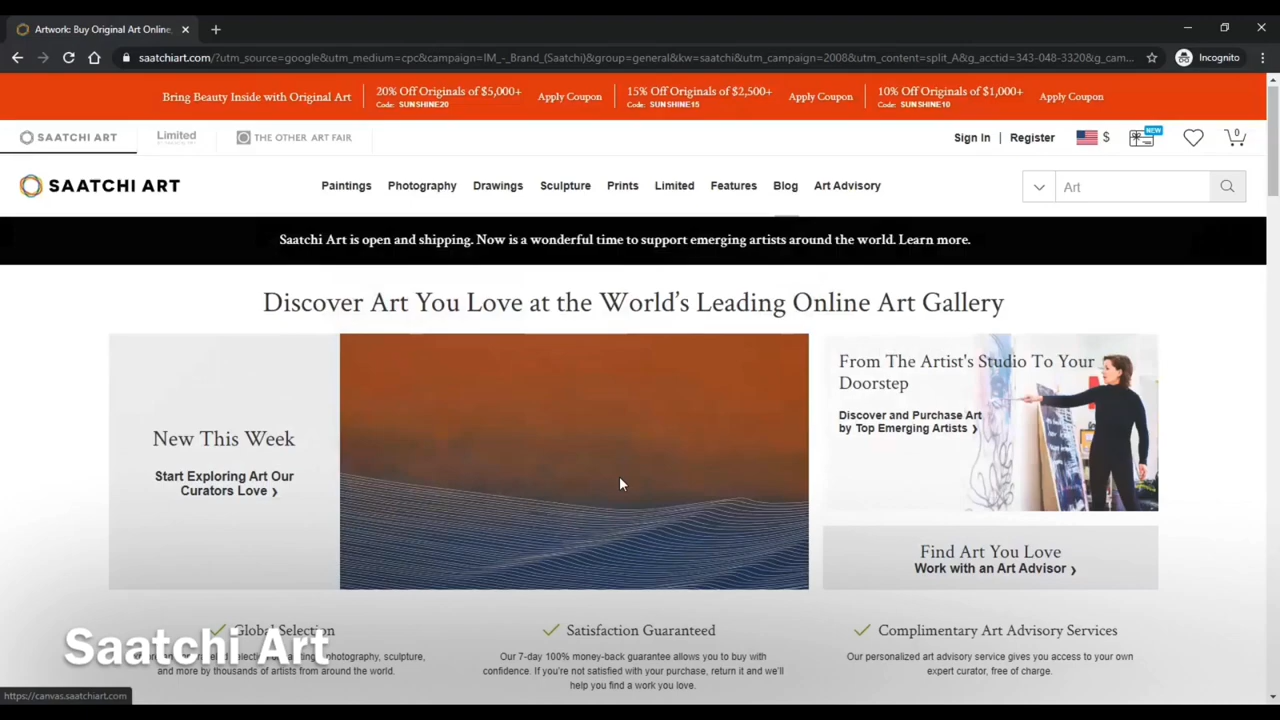 Artwork: Buy Original Art Online,
saatchiart.com/?utm_source=google&utm_medium=cpc&campaign=IM_-_Brand_(Saatchi)&group=general&kw=saatchi&utm_campaign=2008&utm_content=split_A&g_acctid=343-048-3320&g_cam...
Incognito
Bring Beauty Inside with Original Art
20% Off Originals of $5,000+
Code: SUNSHINE20
Apply Coupon
15% Off Originals of $2,500+
Code: SUNSHINE15
Apply Coupon
10% Off Originals of $1,000+
Code: SUNSHINE10
Apply Coupon
SAATCHI ART
Limited
THE OTHER ART FAIR
Sign In | Register
$
NEW
0
SAATCHI ART
Paintings Photography Drawings Sculpture Prints Limited Features Blog Art Advisory
Art
Saatchi Art is open and shipping. Now is a wonderful time to support emerging artists around the world. Learn more.
Discover Art You Love at the World's Leading Online Art Gallery
New This Week
Start Exploring Art Our
Curators Love ❯
From The Artist's Studio To Your
Doorstep
Discover and Purchase Art
by Top Emerging Artists ❯
Find Art You Love
Work with an Art Advisor ❯
Global Selection
photography, sculpture,
and more by thousands of artists from around the world.
Satisfaction Guaranteed
Our 7-day 100% money-back guarantee allows you to buy with
confidence. If you're not satisfied with your purchase, return it and we'll
help you find a work you love.
Complimentary Art Advisory Services
Our personalized art advisory service gives you access to your own
expert curator, free of charge.
Saatchi Art
https://canvas.saatchiart.com